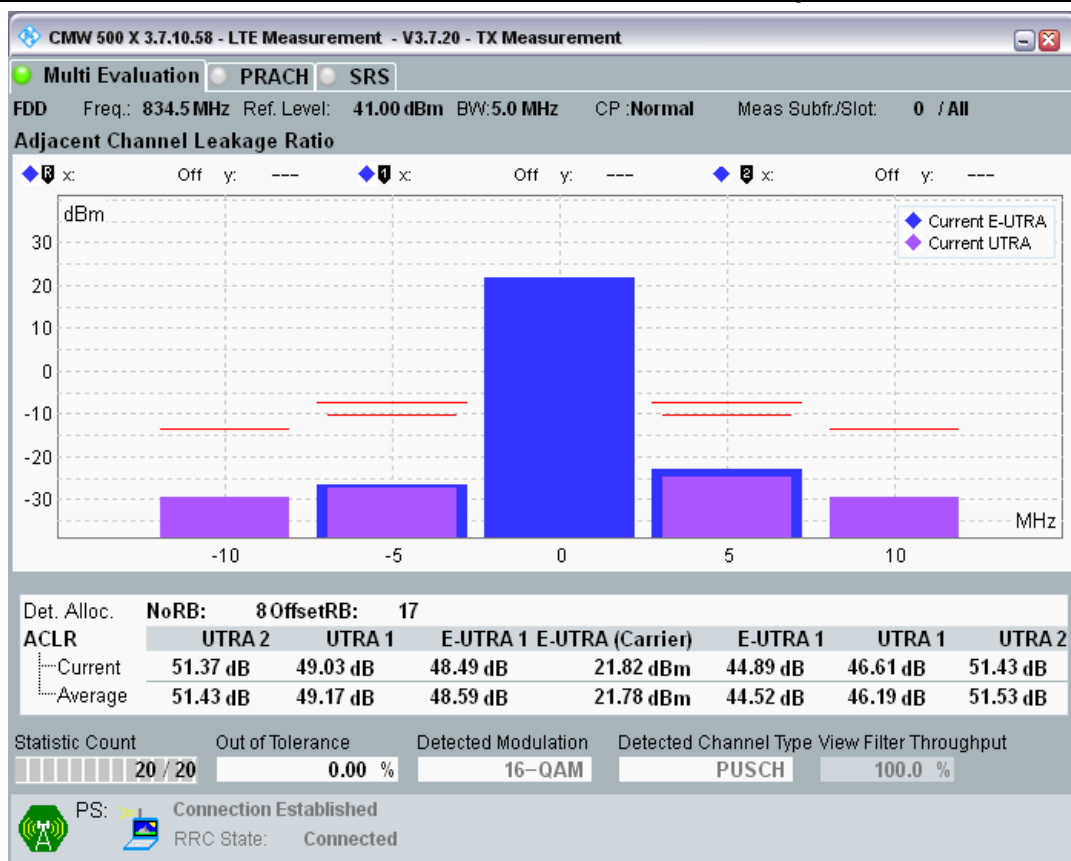 CMW 500 X 3.7.10.58 - LTE Measurement - V3.7.20 - TX Measurement
Multi Evaluation PRACH SRS
FDD Freq.: 834.5 MHz Ref. Level: 41.00 dBm BW:5.0 MHz CP :Normal Meas Subfr./Slot: 0 / All
Adjacent Channel Leakage Ratio
R x: Off y: --- 1 x: Off y: --- 2 x: Off y: ---
dBm
Current E-UTRA
Current UTRA
30
20
10
0
-10
-20
-30
MHz
-10 -5 0 5 10
Det. Alloc. NoRB: 8 OffsetRB: 17
ACLR UTRA 2 UTRA 1 E-UTRA 1 E-UTRA (Carrier) E-UTRA 1 UTRA 1 UTRA 2
Current 51.37 dB 49.03 dB 48.49 dB 21.82 dBm 44.89 dB 46.61 dB 51.43 dB
Average 51.43 dB 49.17 dB 48.59 dB 21.78 dBm 44.52 dB 46.19 dB 51.53 dB
Statistic Count Out of Tolerance Detected Modulation Detected Channel Type View Filter Throughput
20 / 20 0.00 % 16-QAM PUSCH 100.0 %
PS: Connection Established
RRC State: Connected